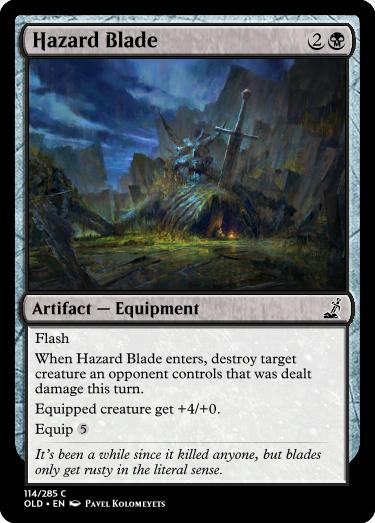 Hazard Blade 2
Artifact — Equipment
Flash
When Hazard Blade enters, destroy target
creature an opponent controls that was dealt
damage this turn.
Equipped creature get +4/+0.
Equip 5
It's been a while since it killed anyone, but blades
only get rusty in the literal sense.
114/285 C
OLD • EN Pavel Kolomeyets